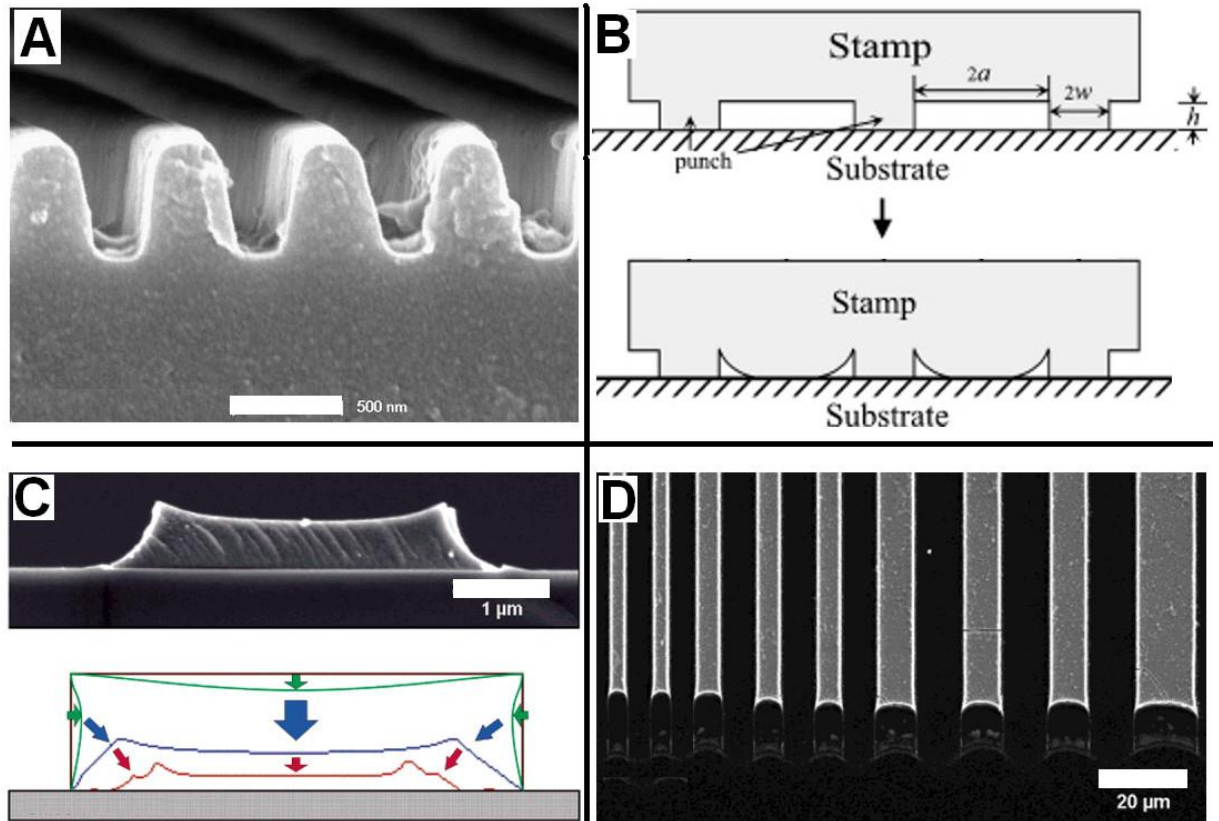 A
500 nm
B
Stamp
2a
2w
h
punch
Substrate
Stamp
Substrate
C
1 µm
D
20 µm